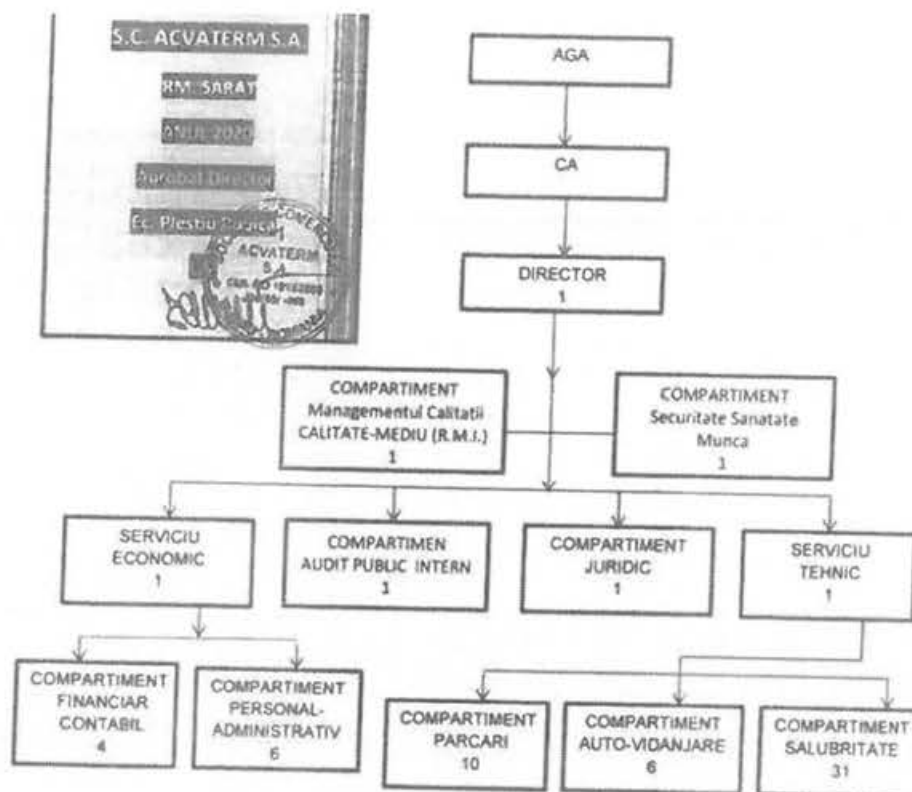 S.C. ACVATERM S.A
RM. SARAT
ANUL 2020
Aprobat Director
Ec. Plestiu
ACVATERM
S.A
AGA
CA
DIRECTOR
1
COMPARTIMENT
Managementul Calitatii
CALITATE-MEDIU (R.M.I.)
1
COMPARTIMENT
Securitate Sanatate
Munca
1
SERVICIU
ECONOMIC
1
COMPARTIMEN
AUDIT PUBLIC INTERN
1
COMPARTIMENT
JURIDIC
1
SERVICIU
TEHNIC
1
COMPARTIMENT
FINANCIAR
CONTABIL
4
COMPARTIMENT
PERSONAL-
ADMINISTRATIV
6
COMPARTIMENT
PARCARI
10
COMPARTIMENT
AUTO-VIDANJARE
6
COMPARTIMENT
SALUBRITATE
31